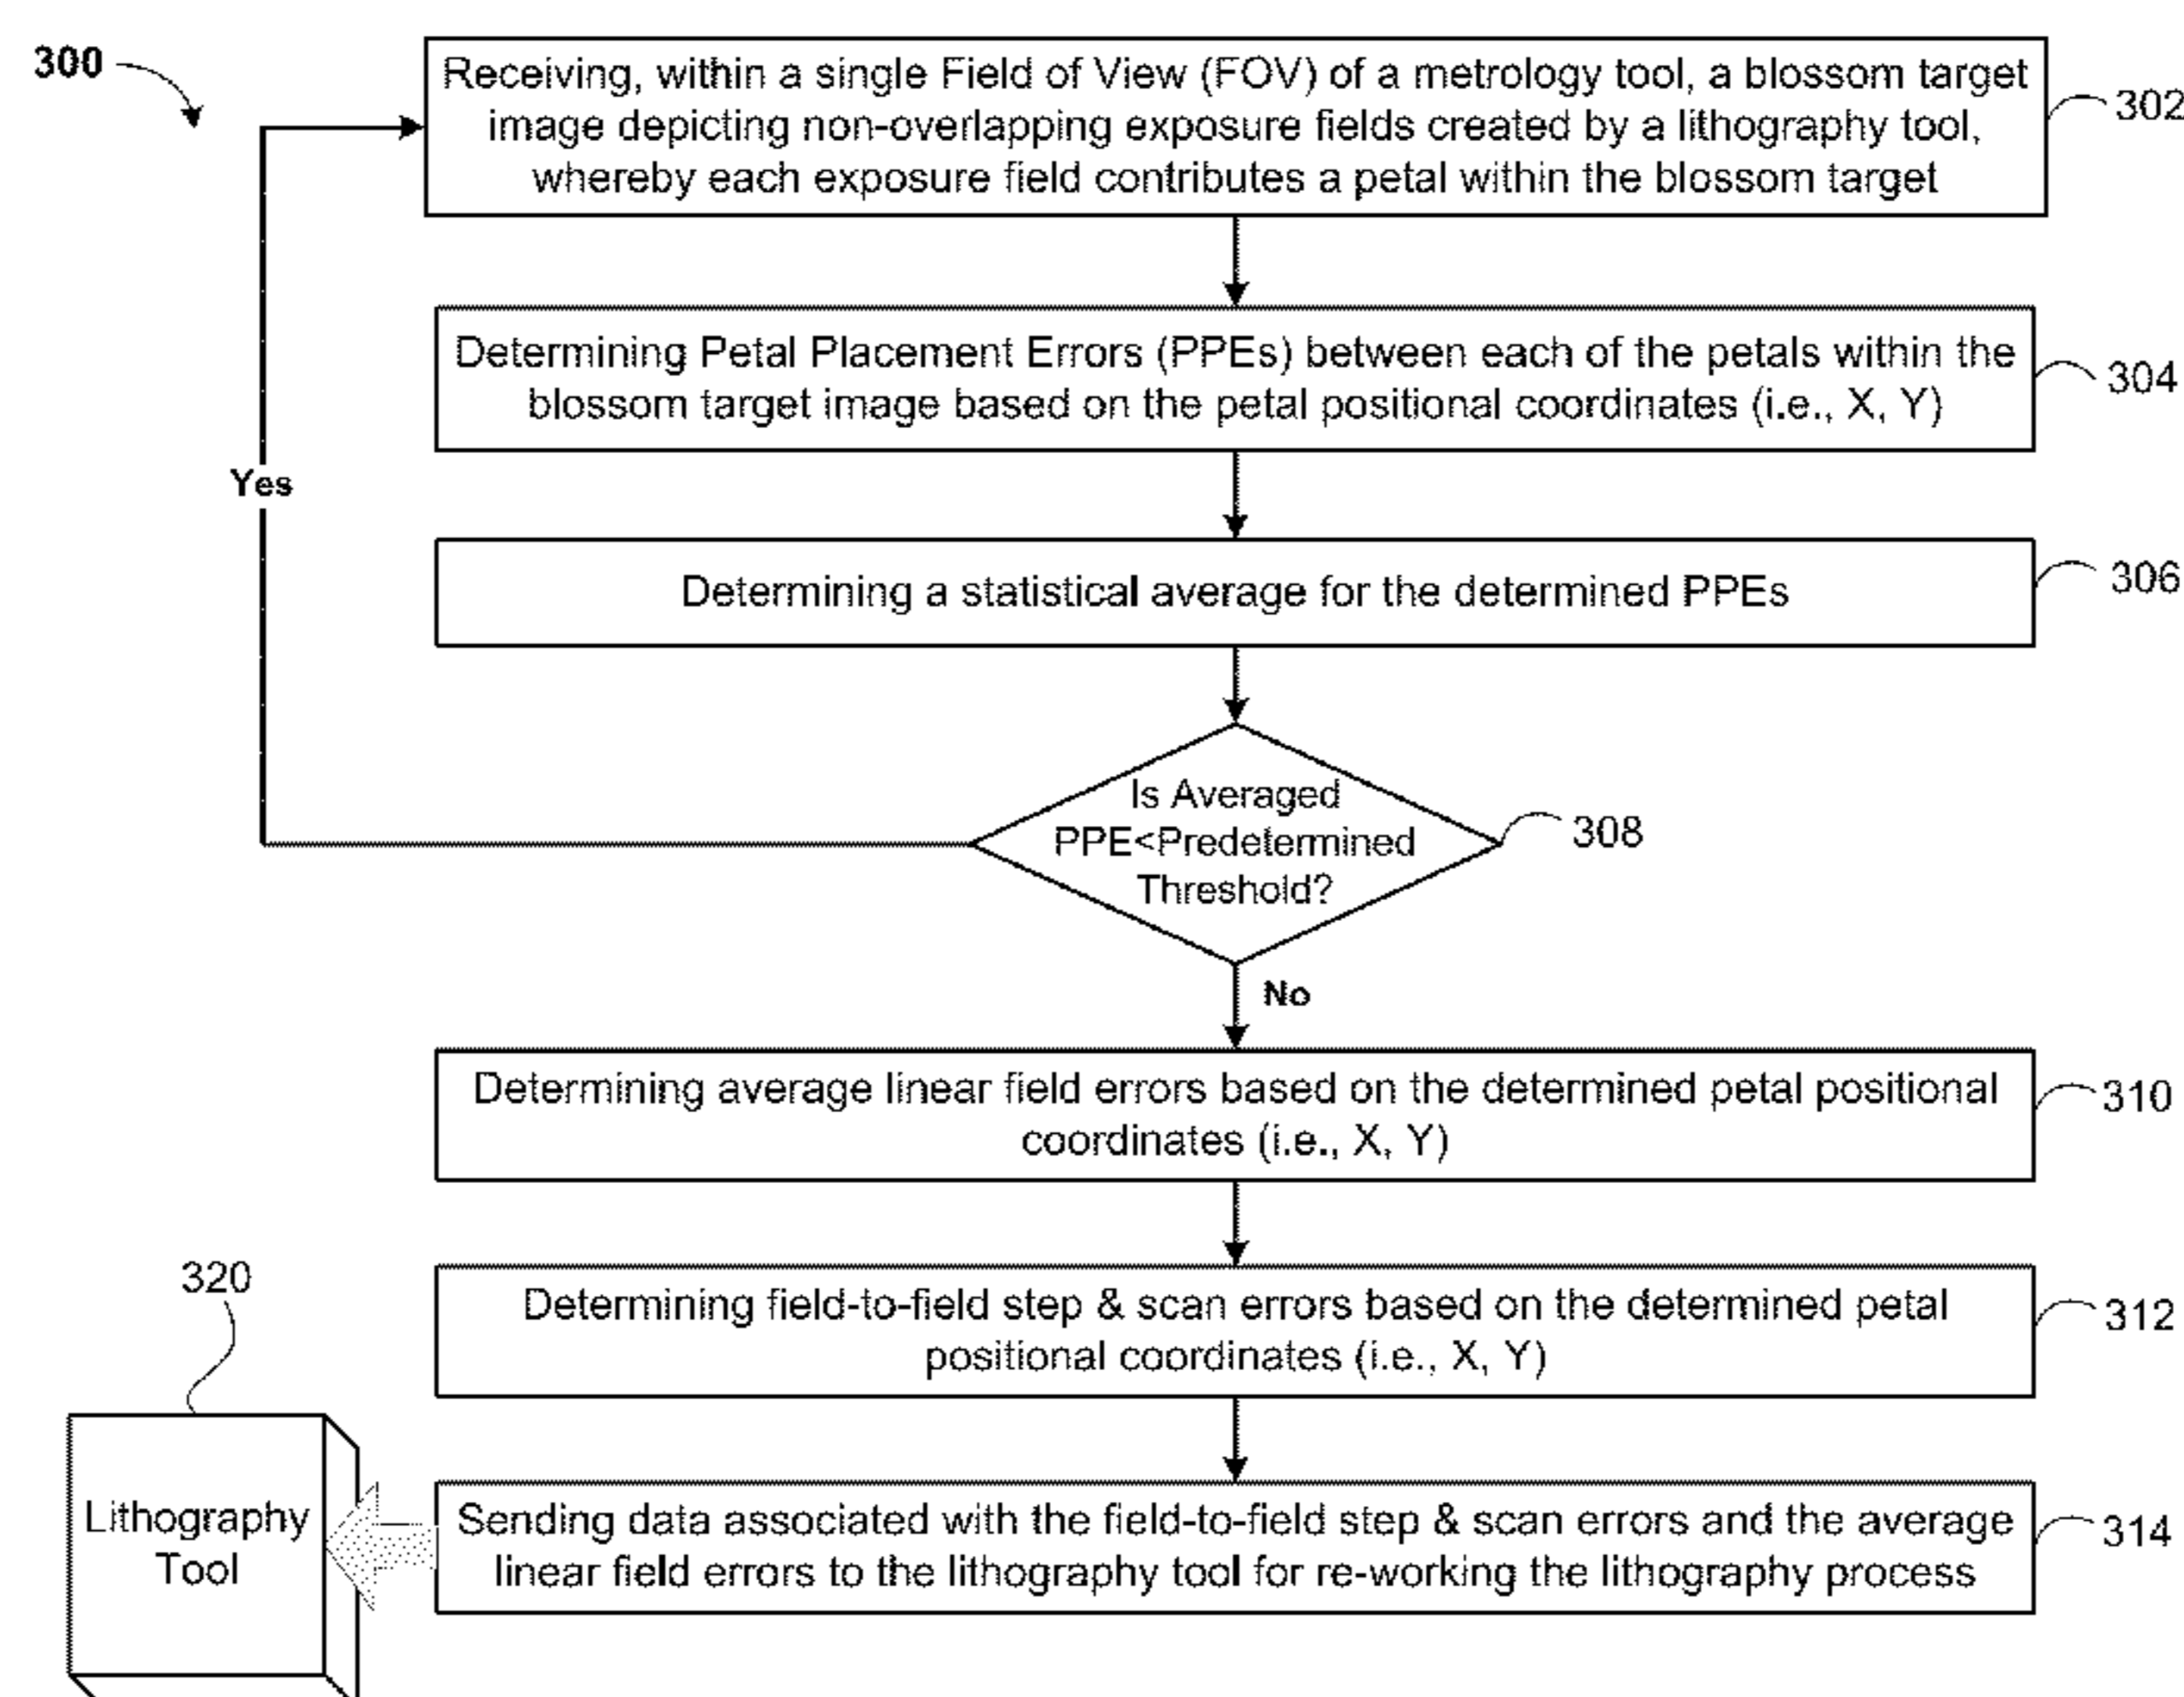 300
Receiving, within a single Field of View (FOV) of a metrology tool, a blossom target
image depicting non-overlapping exposure fields created by a lithography tool,
whereby each exposure field contributes a petal within the blossom target
302
Determining Petal Placement Errors (PPEs) between each of the petals within the
blossom target image based on the petal positional coordinates (i.e., X, Y)
304
Yes
Determining a statistical average for the determined PPEs
306
Is Averaged
PPE<Predetermined
Threshold?
308
No
Determining average linear field errors based on the determined petal positional
coordinates (i.e., X, Y)
310
Determining field-to-field step & scan errors based on the determined petal
positional coordinates (i.e., X, Y)
312
320
Lithography
Tool
Sending data associated with the field-to-field step & scan errors and the average
linear field errors to the lithography tool for re-working the lithography process
314